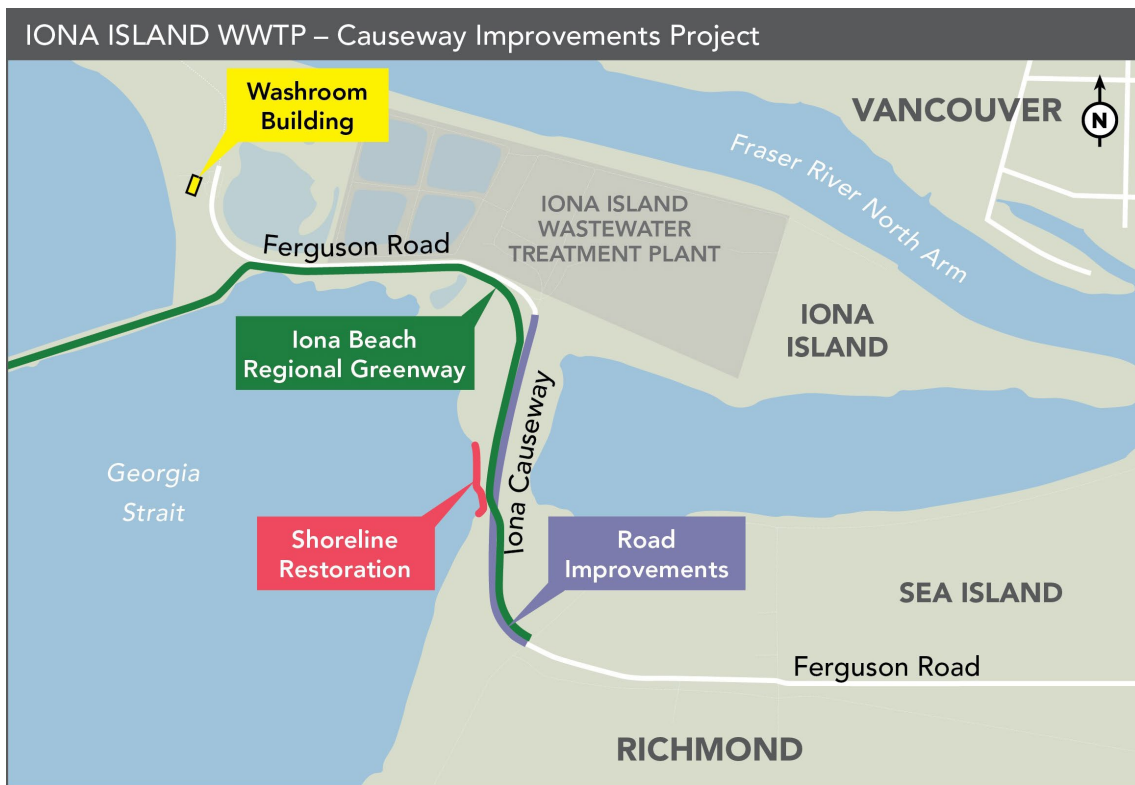 IONA ISLAND WWTP – Causeway Improvements Project
Washroom
Building
VANCOUVER
N
Fraser River North Arm
IONA ISLAND
WASTEWATER
TREATMENT PLANT
Ferguson Road
IONA
ISLAND
Iona Beach
Regional Greenway
Iona Causeway
Georgia
Strait
Shoreline
Restoration
Road
Improvements
SEA ISLAND
Ferguson Road
RICHMOND